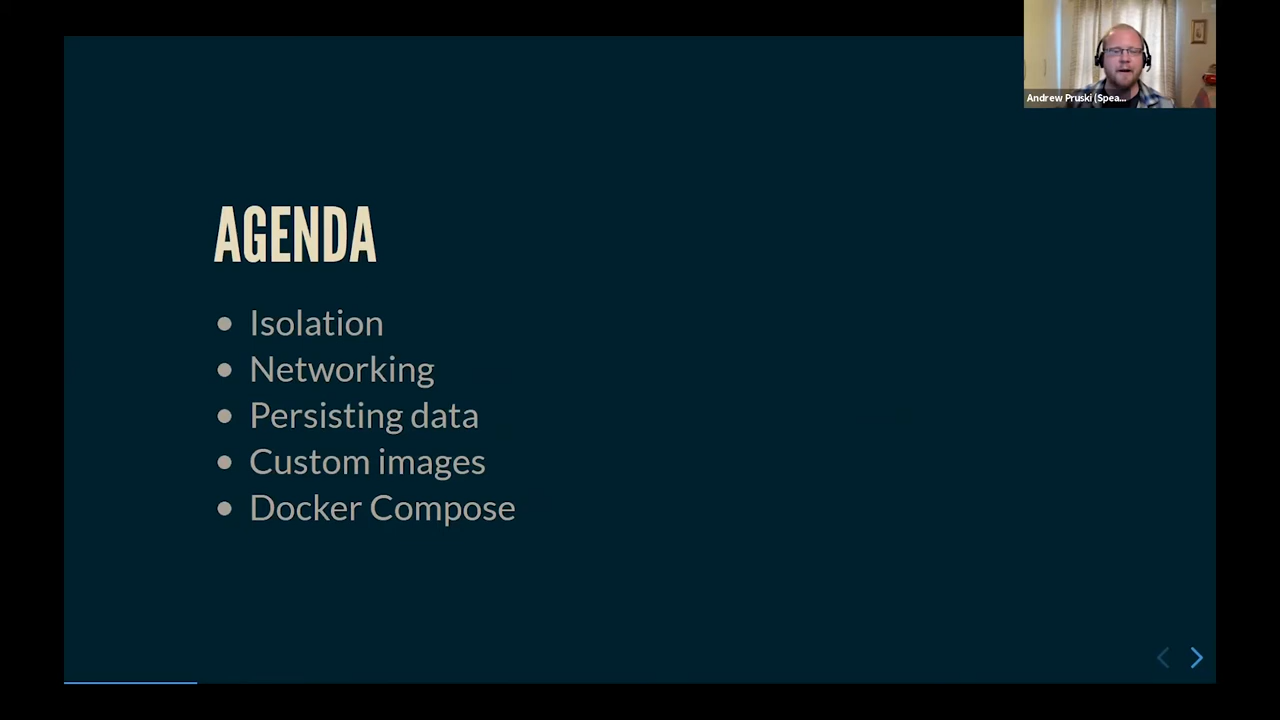 Andrew Pruski (Spea...
AGENDA
Isolation
Networking
Persisting data
Custom images
Docker Compose